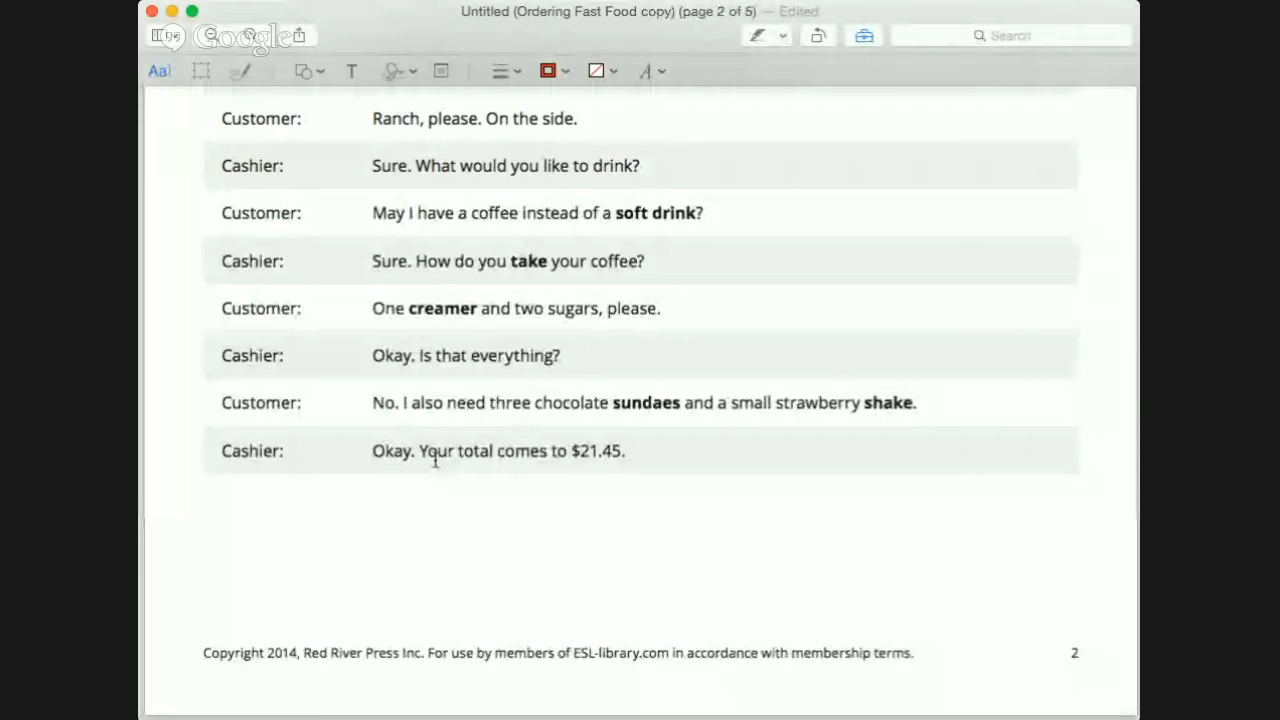 Untitled (Ordering Fast Food copy) (page 2 of 5) — Edited
Google
Search
Aa
T
A
Customer: Ranch, please. On the side.
Cashier: Sure. What would you like to drink?
Customer: May I have a coffee instead of a soft drink?
Cashier: Sure. How do you take your coffee?
Customer: One creamer and two sugars, please.
Cashier: Okay. Is that everything?
Customer: No. I also need three chocolate sundaes and a small strawberry shake.
Cashier: Okay. Your total comes to $21.45.
Copyright 2014, Red River Press Inc. For use by members of ESL-library.com in accordance with membership terms. 2